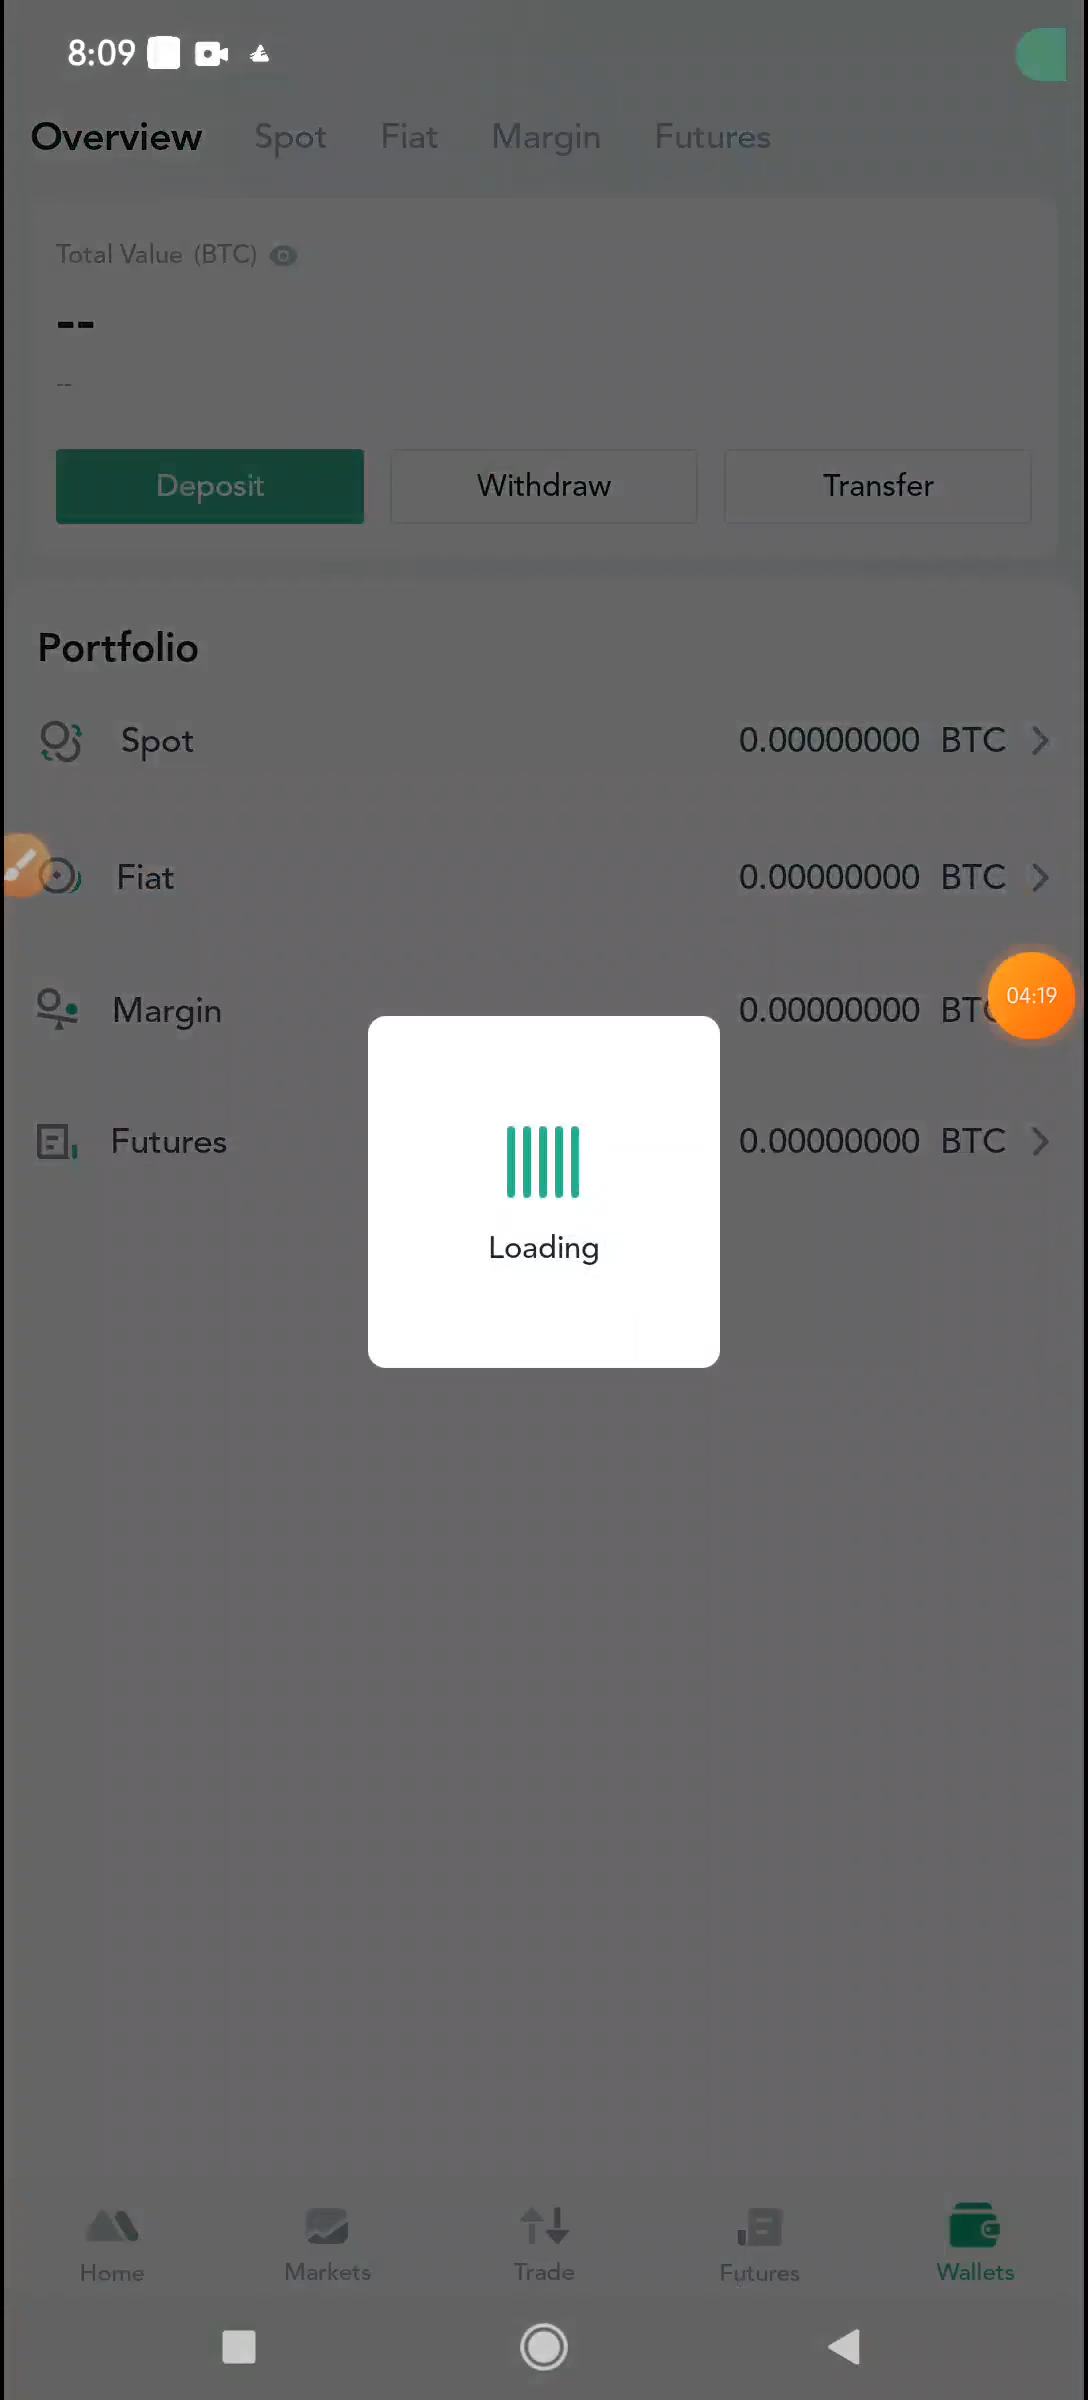 8:09
Overview Spot Fiat Margin Futures
Total Value (BTC)
--
--
Deposit Withdraw Transfer
Portfolio
Spot 0.00000000 BTC
Fiat 0.00000000 BTC
Margin 0.00000000 BTC
04:19
Futures 0.00000000 BTC
Loading
Home Markets Trade Futures Wallets